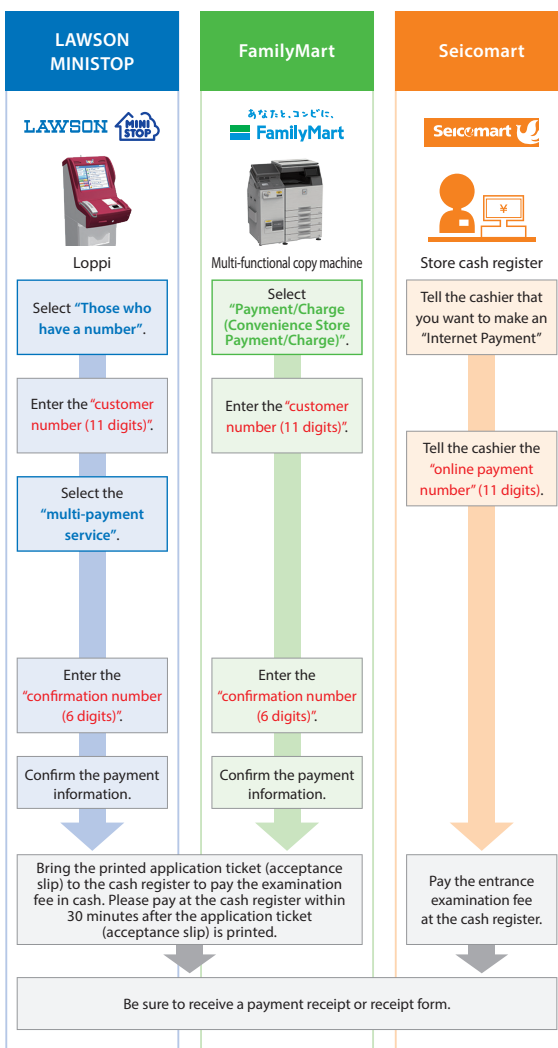 LAWSON
MINISTOP
LAWSON
MINI
STOP
Loppi
Select “Those who
have a number”.
Enter the “customer
number (11 digits)”.
Select the
“multi-payment
service”.
Enter the
“confirmation number
(6 digits)”.
Confirm the payment
information.
FamilyMart
あなたと、コンビに、
FamilyMart
Multi-functional copy machine
Select
“Payment/Charge
(Convenience Store
Payment/Charge)”.
Enter the “customer
number (11 digits)”.
Enter the
“confirmation number
(6 digits)”.
Confirm the payment
information.
Bring the printed application ticket (acceptance
slip) to the cash register to pay the examination
fee in cash. Please pay at the cash register within
30 minutes after the application ticket
(acceptance slip) is printed.
Seicomart
Seicomart
¥
Store cash register
Tell the cashier that
you want to make an
“Internet Payment”
Tell the cashier the
“online payment
number” (11 digits).
Pay the entrance
examination fee
at the cash register.
Be sure to receive a payment receipt or receipt form.